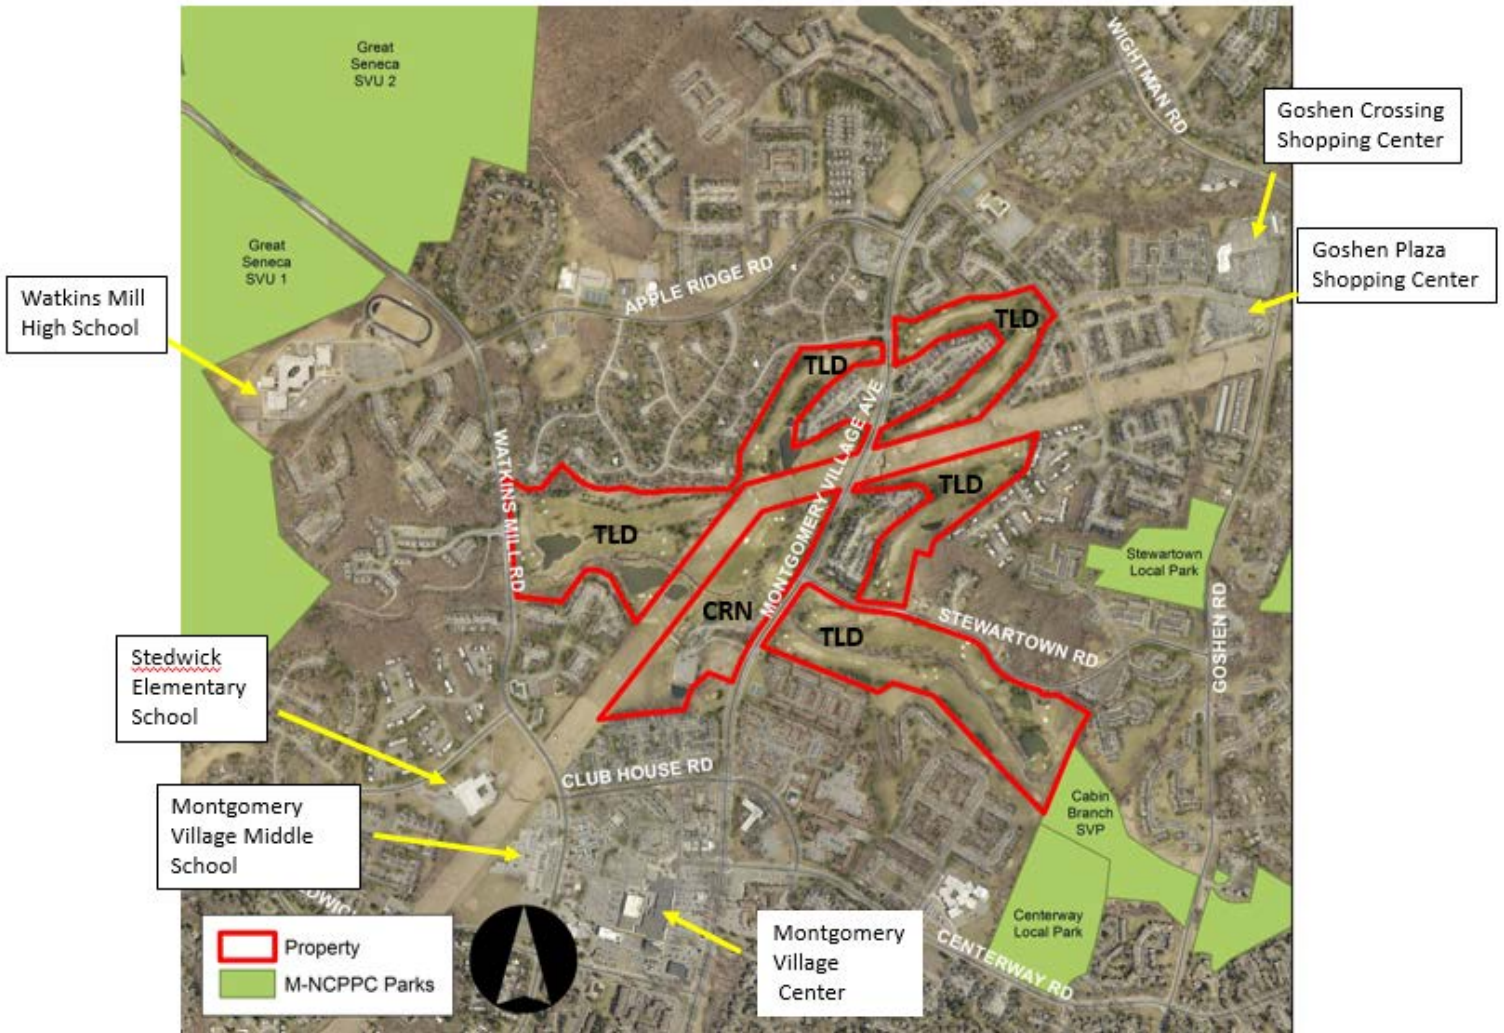 Great
Seneca
SVU 2
WIGHTMAN RD
Goshen Crossing
Shopping Center
Great
Seneca
SVU 1
Goshen Plaza
Shopping Center
Watkins Mill
High School
APPLE RIDGE RD
TLD
TLD
MONTGOMERY VILLAGE AVE
WATKINS MILL RD
TLD
TLD
Stewartown
Local Park
CRN
TLD
STEWARTOWN RD
GOSHEN RD
Stedwick
Elementary
School
CLUB HOUSE RD
Montgomery
Village Middle
School
Cabin
Branch
SVP
Centerway
Local Park
Montgomery
Village
Center
CENTERWAY RD
Property
M-NCPPC Parks